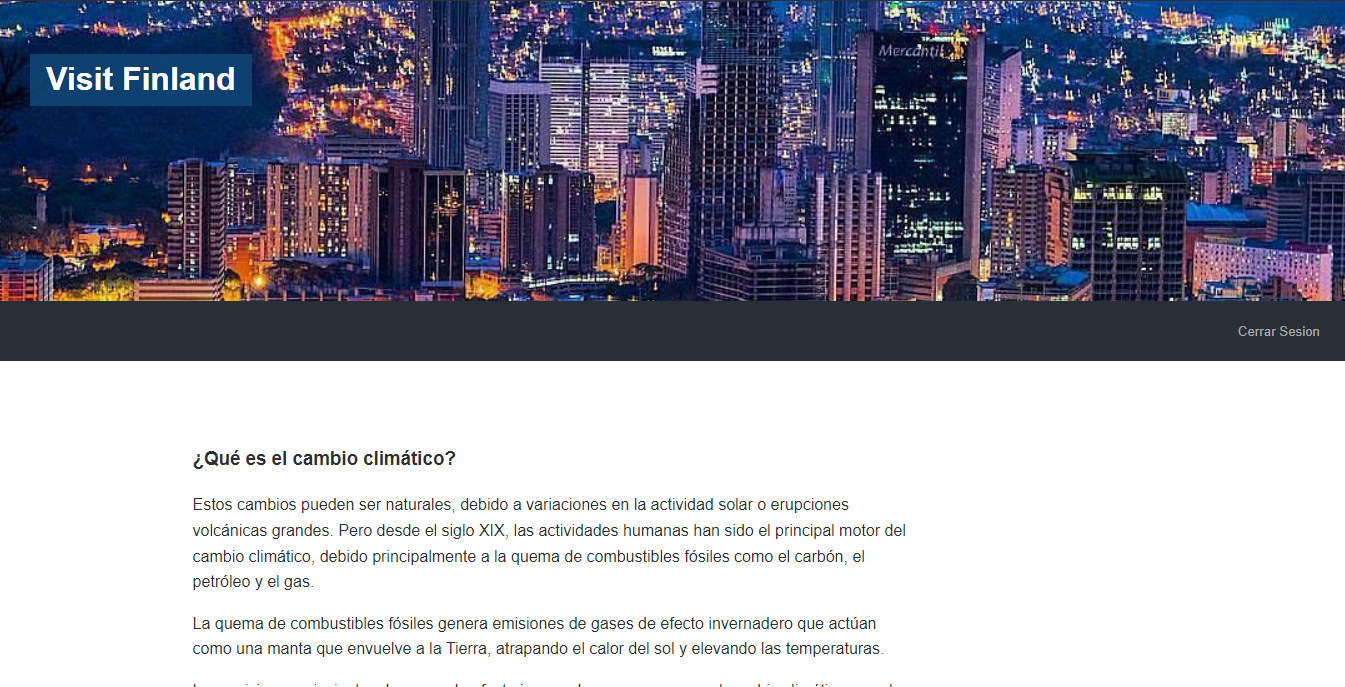 Mercantil
Visit Finland
Cerrar Sesion
¿Qué es el cambio climático?
Estos cambios pueden ser naturales, debido a variaciones en la actividad solar o erupciones
volcánicas grandes. Pero desde el siglo XIX, las actividades humanas han sido el principal motor del
cambio climático, debido principalmente a la quema de combustibles fósiles como el carbón, el
petróleo y el gas.
La quema de combustibles fósiles genera emisiones de gases de efecto invernadero que actúan
como una manta que envuelve a la Tierra, atrapando el calor del sol y elevando las temperaturas.